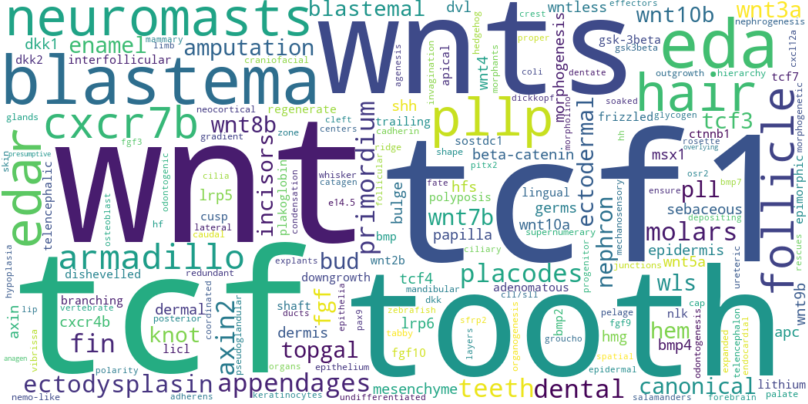 neuromasts blastemal dvl wntless effectors wnt3a
dkk1 enamel amputation wnts crest wnt10b nephrogenesis
dkk2 interfollicular mammary limb craniofacial agenesis apical invagination wnt4 hedgehog morphants proper coli dickkopf dentate morphogenesis morpholino gsk-3beta gsk3beta eda outgrowth hierarchy cxcl12a
blastema hair tcf7
glands cxcr7b neocortical regenerate shh pllp soaked glycogen morphogenetic
skin presumptive gradient wnt8b zone cleft centers primordium trailing cadherin sostdc1 frizzled tcf3 ctnnb1 rosette overlying
edar telencephalic fgf3 incisors ridge shape beta-catenin ectodermal hh follicle
wnt tcf1 cilia lrp5 plakoglobin condensation whisker catagen follicular bulge hfs fate pitx2 lingual msx1 osr2 bmp7 epimorphic
osteoblast odontogenic cusp e14.5 polyposis germs mechanosensory ensure pll depositing
hf lateral caudal wnt7b wnt10a nephron molars sebaceous rescues
armadillo bud bmp papilla supernumerary epidermis
hypoplasia dishevelled redundant explants wnt2b ciliary placodes progenitor junctions wnt5a ureteric
tcf tooth downgrowth tcf4 adenomatous wls
lip branching dermal coordinated pseudoglandular shaft ducts epithelia mandibular cil/sil bmp2 nlk cap telencephalon wnt9b
axin vertebrate posterior axin2 dermis fgf pax9 zebrafish dkk sfrp2 organogenesis groucho hmg hem odontogenesis expanded endocardial
cxcr4b knot lrp6 tabby layers spatial bmp4 apc
vibrissa fin licl topgal fgf10 fgf9 pelage
anagen polarity organs epithelium epidermal
ectodysplasin appendages mesenchyme teeth dental canonical lithium
nemo-like adherens keratinocytes undifferentiated salamanders forebrain palate